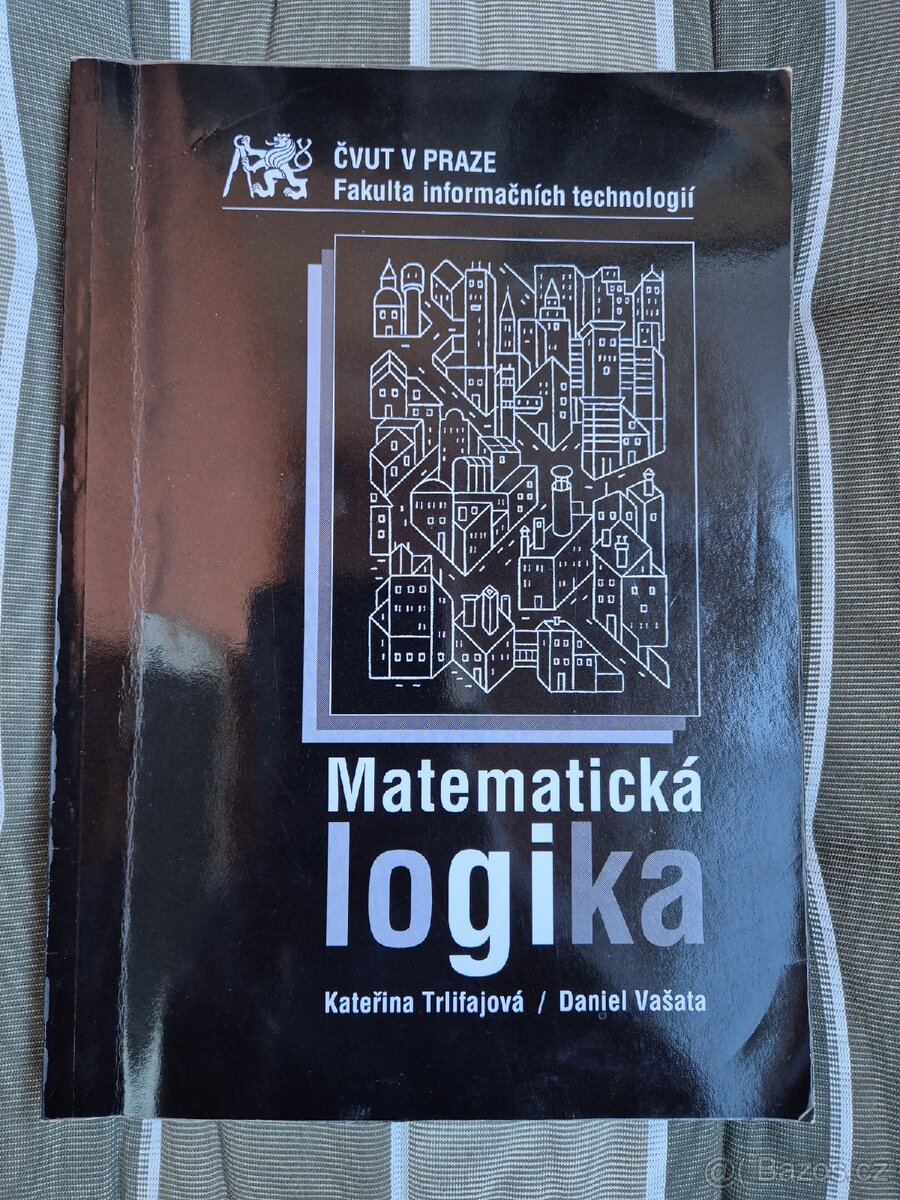 ČVUT V PRAZE
Fakulta informačních technologií
Matematická
logika
Kateřina Trlifajová / Daniel Vašata
@ Bazos.cz